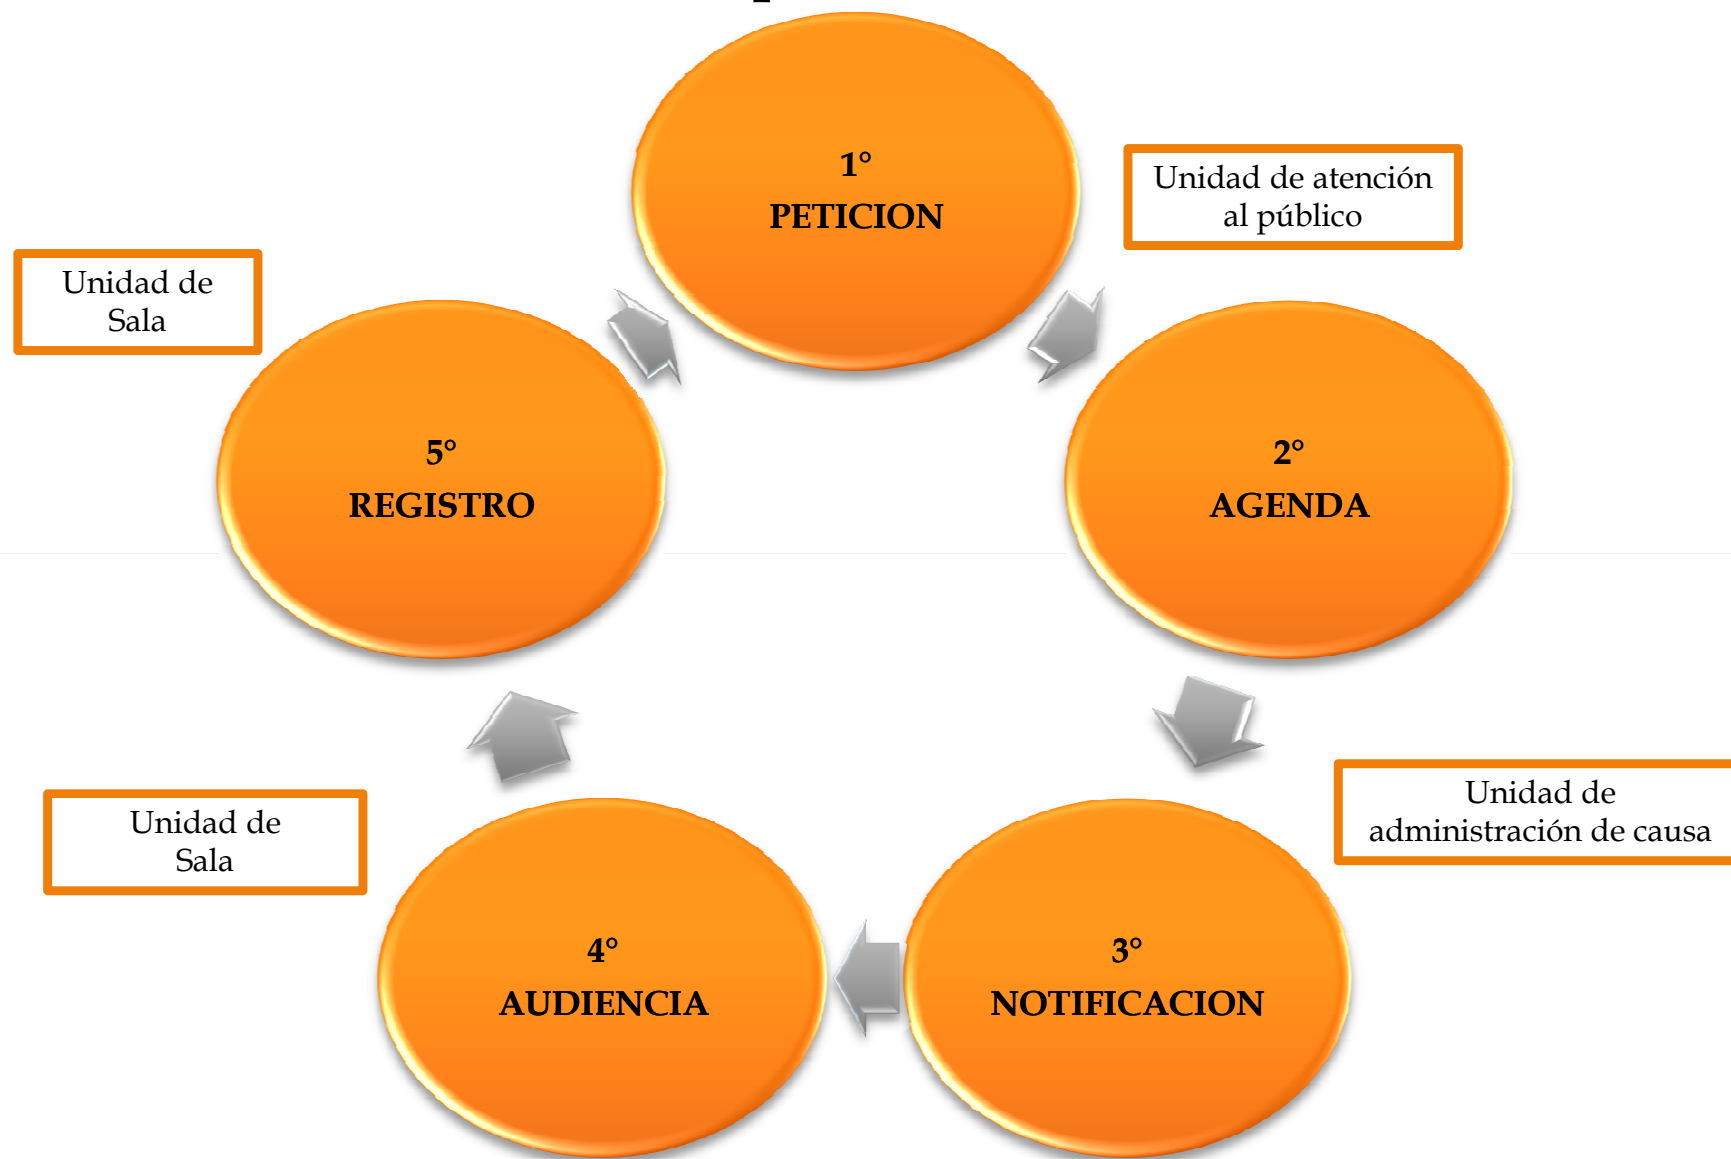 1°
PETICION
Unidad de atención
al público
2°
AGENDA
Unidad de
administración de causa
3°
NOTIFICACION
4°
AUDIENCIA
Unidad de
Sala
5°
REGISTRO
Unidad de
Sala